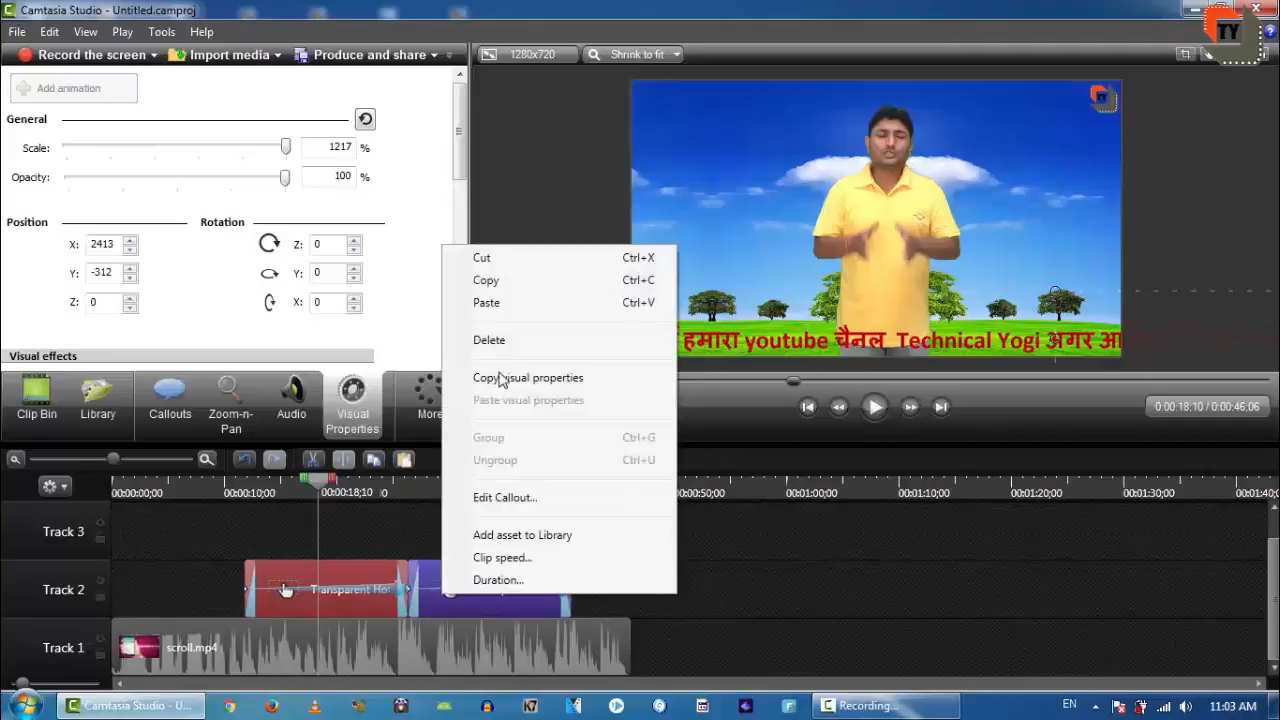 Camtasia Studio - Untitled.camproj
File Edit View Play Tools Help
Record the screen Import media Produce and share
1280x720 Shrink to fit
TY
Add animation
General
Scale: 1217 %
Opacity: 100 %
Position Rotation
X: 2413 Z: 0
Y: -312 Y: 0
Z: 0 X: 0
Visual effects
हमारा youtube चैनल Technical Yogi अगर
Cut Ctrl+X
Copy Ctrl+C
Paste Ctrl+V
Delete
Copy visual properties
Paste visual properties
Group Ctrl+G
Ungroup Ctrl+U
Edit Callout...
Add asset to Library
Clip speed...
Duration...
Clip Bin Library Callouts Zoom-n-Pan Audio Visual Properties More
0:00:18;10 / 0:00:46;06
00:00:00;00 00:00:10;00 00:00:18;10 00:00:50;00 00:01:00;00 00:01:10;00 00:01:20;00 00:01:30;00
Track 3
Track 2 Transparent
Track 1 scroll.mp4
Camtasia Studio - U... Recording... EN 11:03 AM